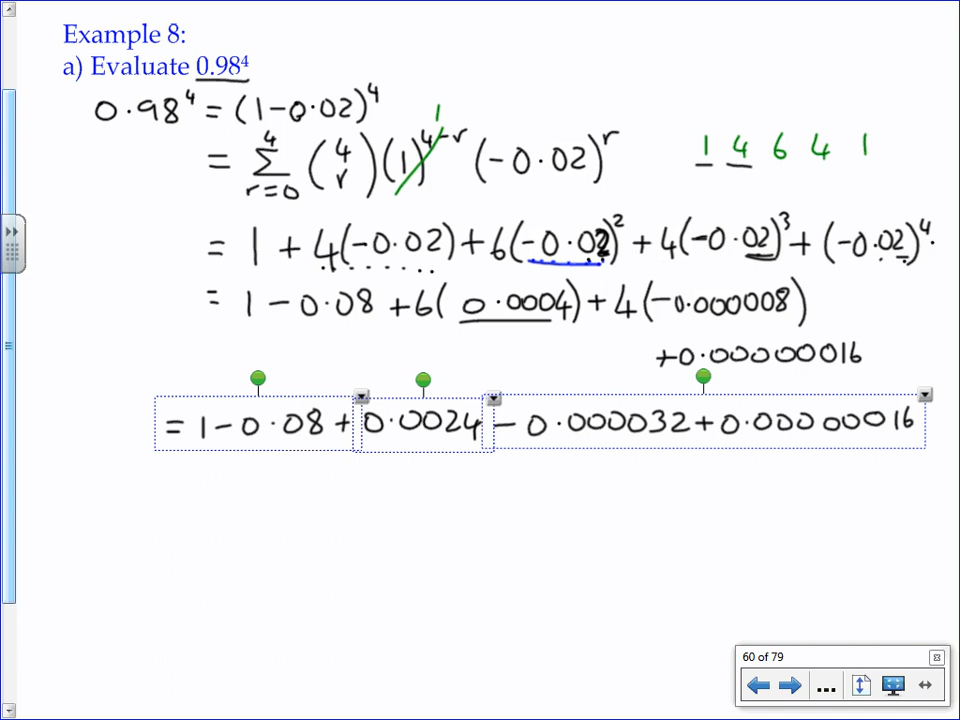 Example 8:
a) Evaluate 0.98⁴
0.98⁴ = (1-0.02)⁴
1
= 4 Σ r=0 (4 r)(1)⁴⁻ʳ (-0.02)ʳ 1 4 6 4 1
= 1 + 4(-0.02) + 6(-0.02)² + 4(-0.02)³ + (-0.02)⁴.
= 1 - 0.08 + 6(0.0004) + 4(-0.000008)
+0.00000016
= 1 - 0.08 + 0.0024 - 0.000032 + 0.00000016
60 of 79
...